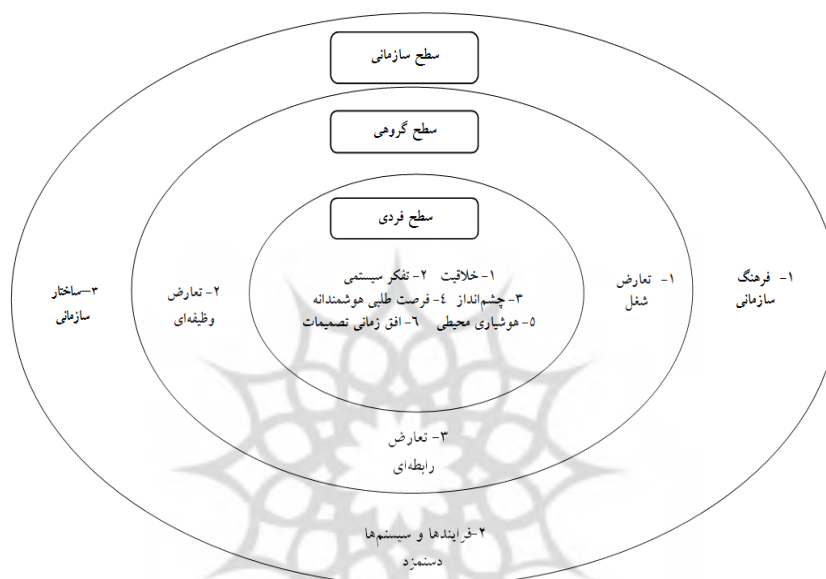 سطح سازمانی
سطح گروهی
سطح فردی
۱- خلاقیت ۲- تفکر سیستمی
۳- چشم‌انداز ٤- فرصت طلبی هوشمندانه
٥- هوشیاری محیطی ٦- افق زمانی تصمیمات
۱- تعارض
شغل
۲- تعارض
وظیفه‌ای
۳- تعارض
رابطه‌ای
۱- فرهنگ
سازمانی
۲-فرایندها و سیستم‌ها
دستمزد
۳-ساختار
سازمانی